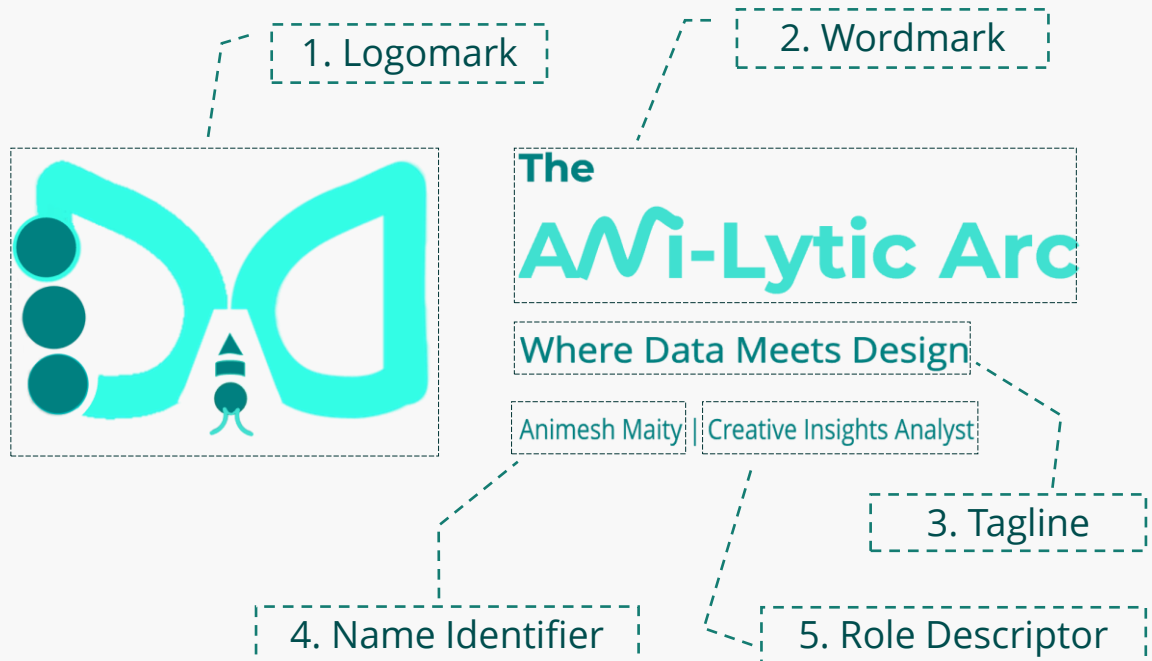 1. Logomark
2. Wordmark
The
ANi-Lytic Arc
Where Data Meets Design
Animesh Maity | Creative Insights Analyst
3. Tagline
4. Name Identifier
5. Role Descriptor